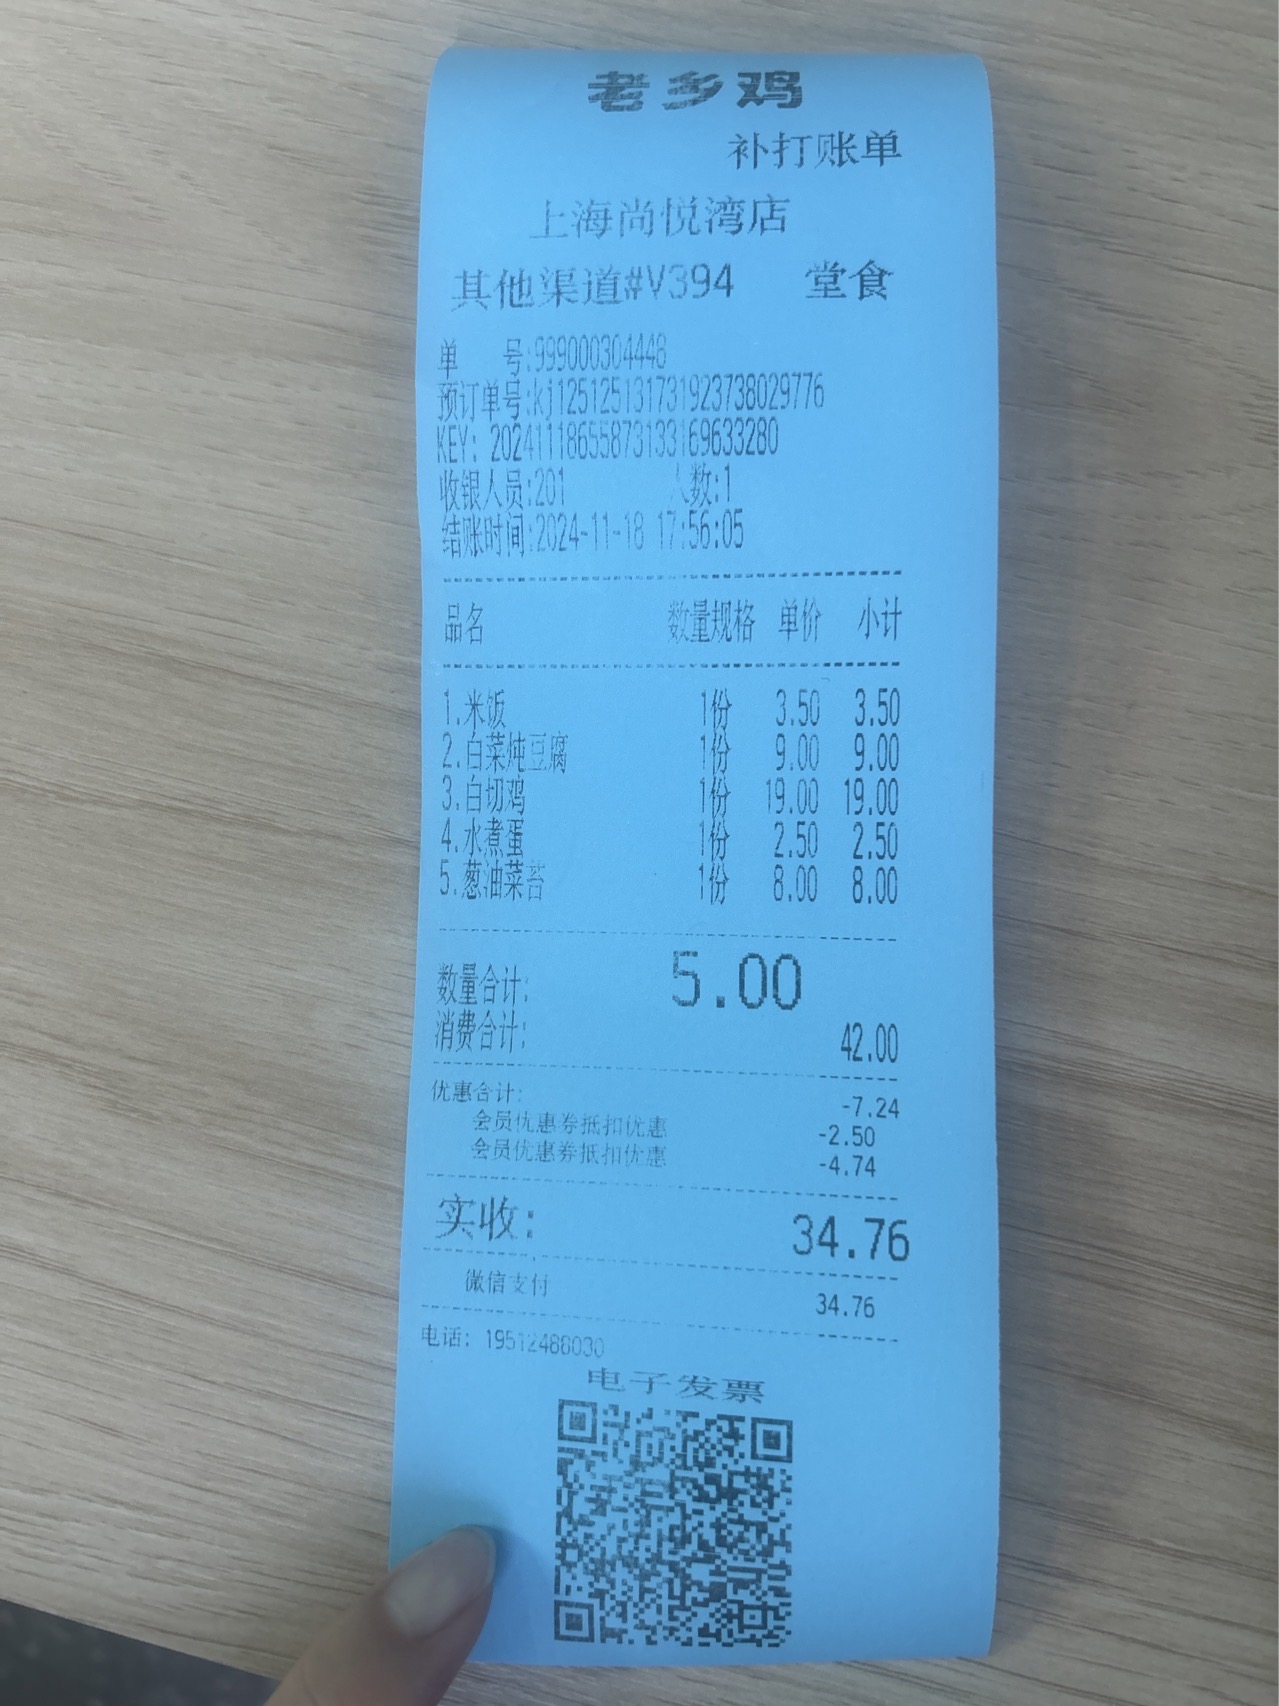 老乡鸡
补打账单
上海尚悦湾店
其他渠道#V394 堂食
单 号:999000304448
预订单号:kj1251251317319237380 29776
KEY: 20241118655873133169633280
收银人员:201 人数:1
结账时间:2024-11-18 17:56:05
品名 数量规格 单价 小计
1.米饭 1份 3.50 3.50
2.白菜炖豆腐 1份 9.00 9.00
3.白切鸡 1份 19.00 19.00
4.水煮蛋 1份 2.50 2.50
5.葱油菜苔 1份 8.00 8.00
数量合计: 5.00
消费合计: 42.00
优惠合计: -7.24
会员优惠券抵扣优惠 -2.50
会员优惠券抵扣优惠 -4.74
实收: 34.76
微信支付 34.76
电话: 19512488030
电子发票